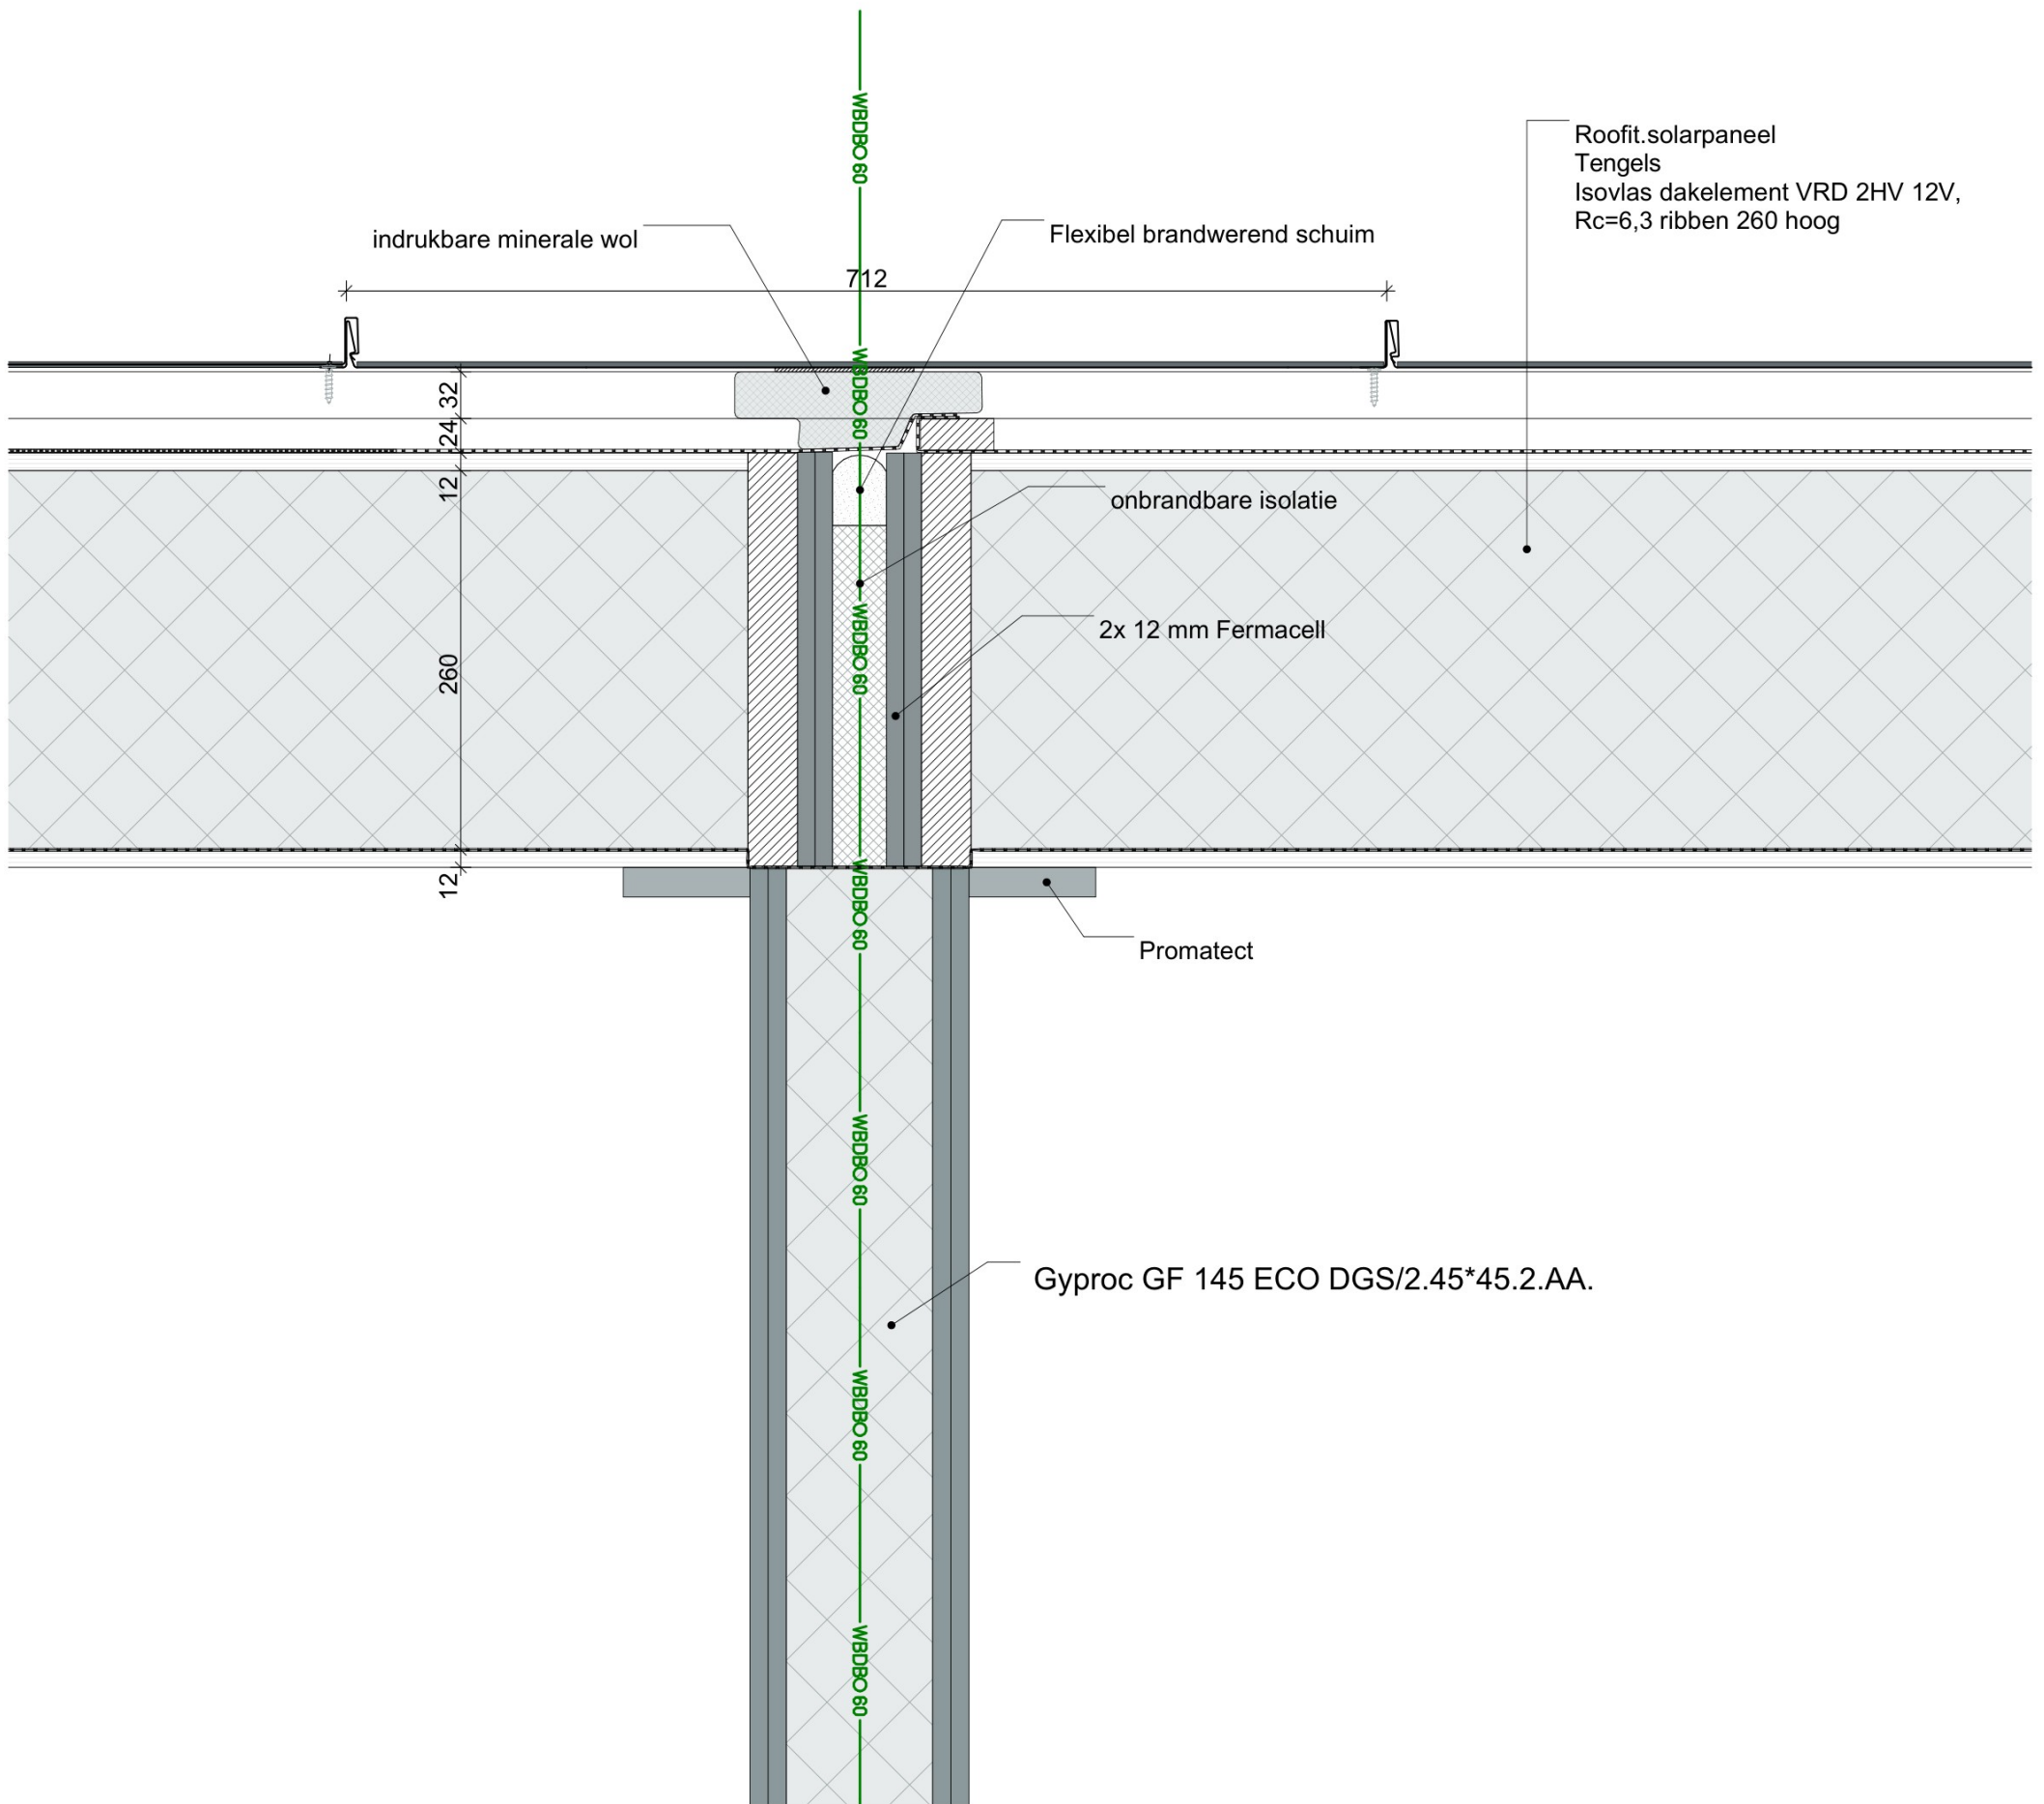 WBDBO 60
Roofit.solarpaneel
Tengels
Isovlas dakelement VRD 2HV 12V,
Rc=6,3 ribben 260 hoog
indrukbare minerale wol
Flexibel brandwerend schuim
712
WBDBO 60
32
24
12
onbrandbare isolatie
2x 12 mm Fermacell
WBDBO 60
260
12
WBDBO 60
Promatect
WBDBO 60
Gyproc GF 145 ECO DGS/2.45*45.2.AA.
WBDBO 60
WBDBO 60